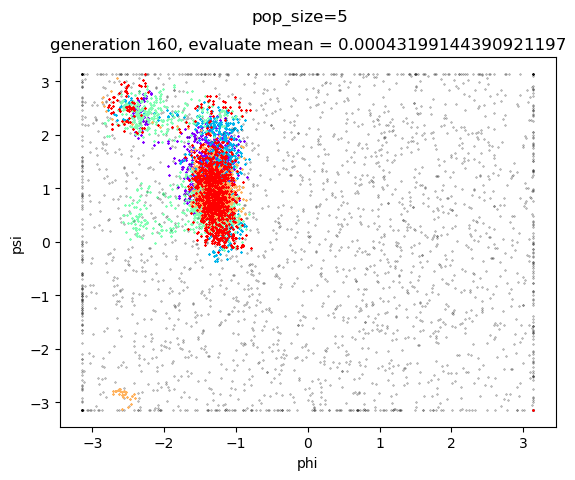 pop_size=5
generation 160, evaluate mean = 0.00043199144390921197
3
2
1
0
−1
−2
−3
psi
−3 −2 −1 0 1 2 3
phi